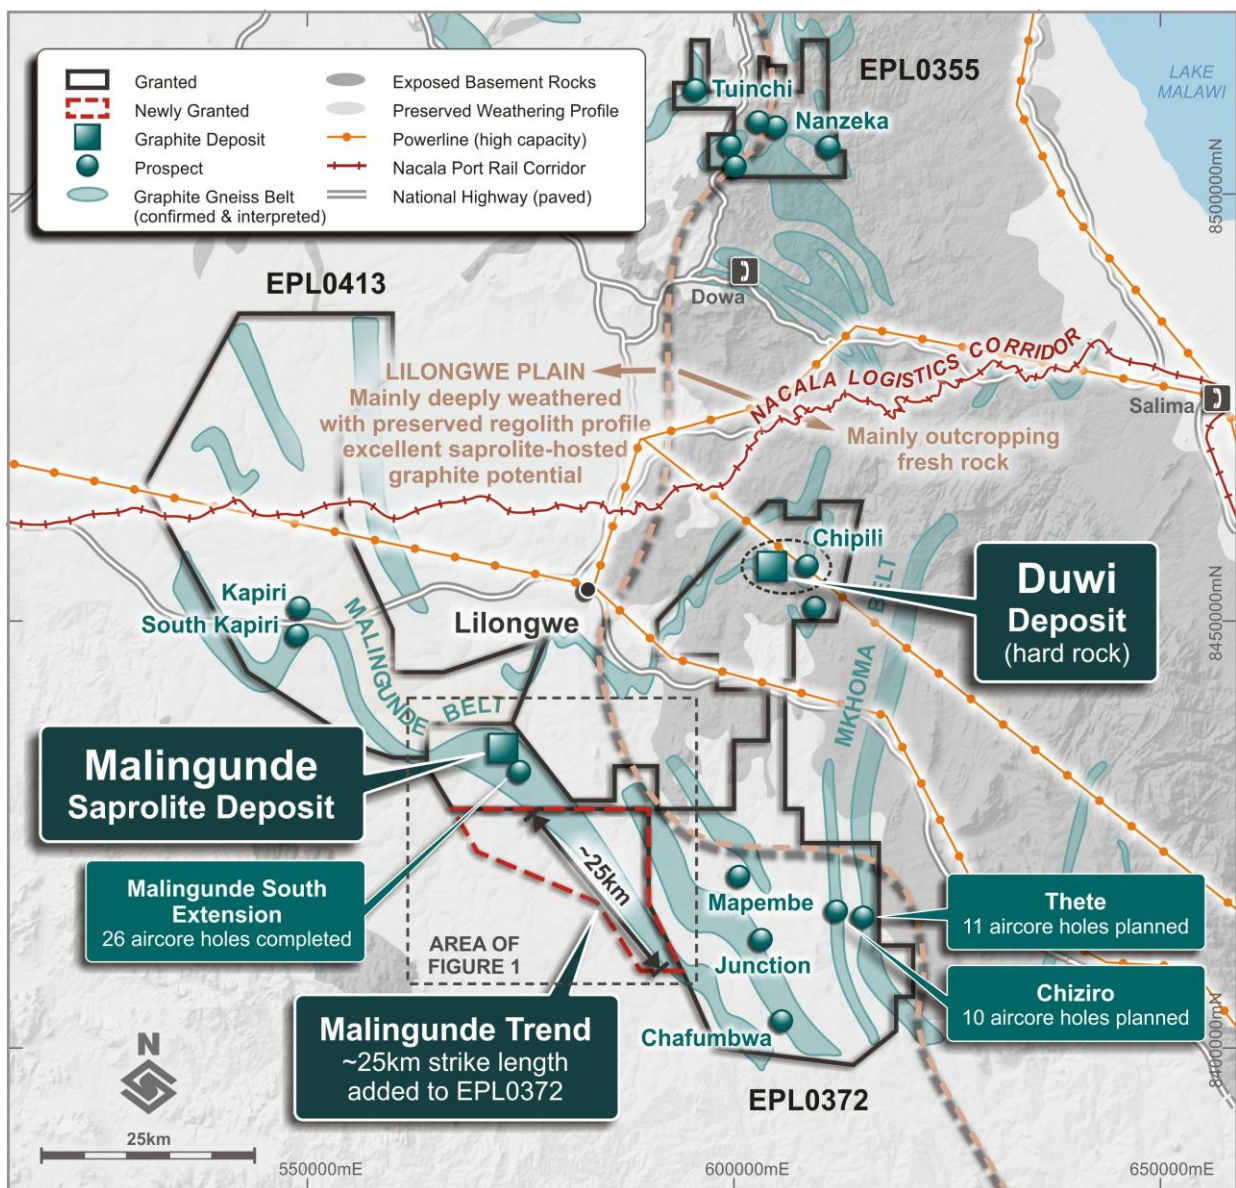 Granted
Newly Granted
Graphite Deposit
Prospect
Graphite Gneiss Belt
(confirmed & interpreted)
Exposed Basement Rocks
Preserved Weathering Profile
Powerline (high capacity)
Nacala Port Rail Corridor
National Highway (paved)
EPL0355
LAKE
MALAWI
Tuinchi
Nanzeka
8500000mN
EPL0413
Dowa
LILONGWE PLAIN
Mainly deeply weathered
with preserved regolith profile
excellent saprolite-hosted
graphite potential
NACALA LOGISTICS CORRIDOR
Salima
Mainly outcropping
fresh rock
Chipili
Kapiri
South Kapiri
Lilongwe
MALINGUNDE BELT
MKHOMA BELT
Duwi
Deposit
(hard rock)
8450000mN
Malingunde
Saprolite Deposit
~25km
Malingunde South
Extension
26 aircore holes completed
AREA OF
FIGURE 1
Mapembe
Junction
Thete
11 aircore holes planned
Chiziro
10 aircore holes planned
Malingunde Trend
~25km strike length
added to EPL0372
Chafumbwa
EPL0372
8400000mN
N
25km
550000mE
600000mE
650000mE